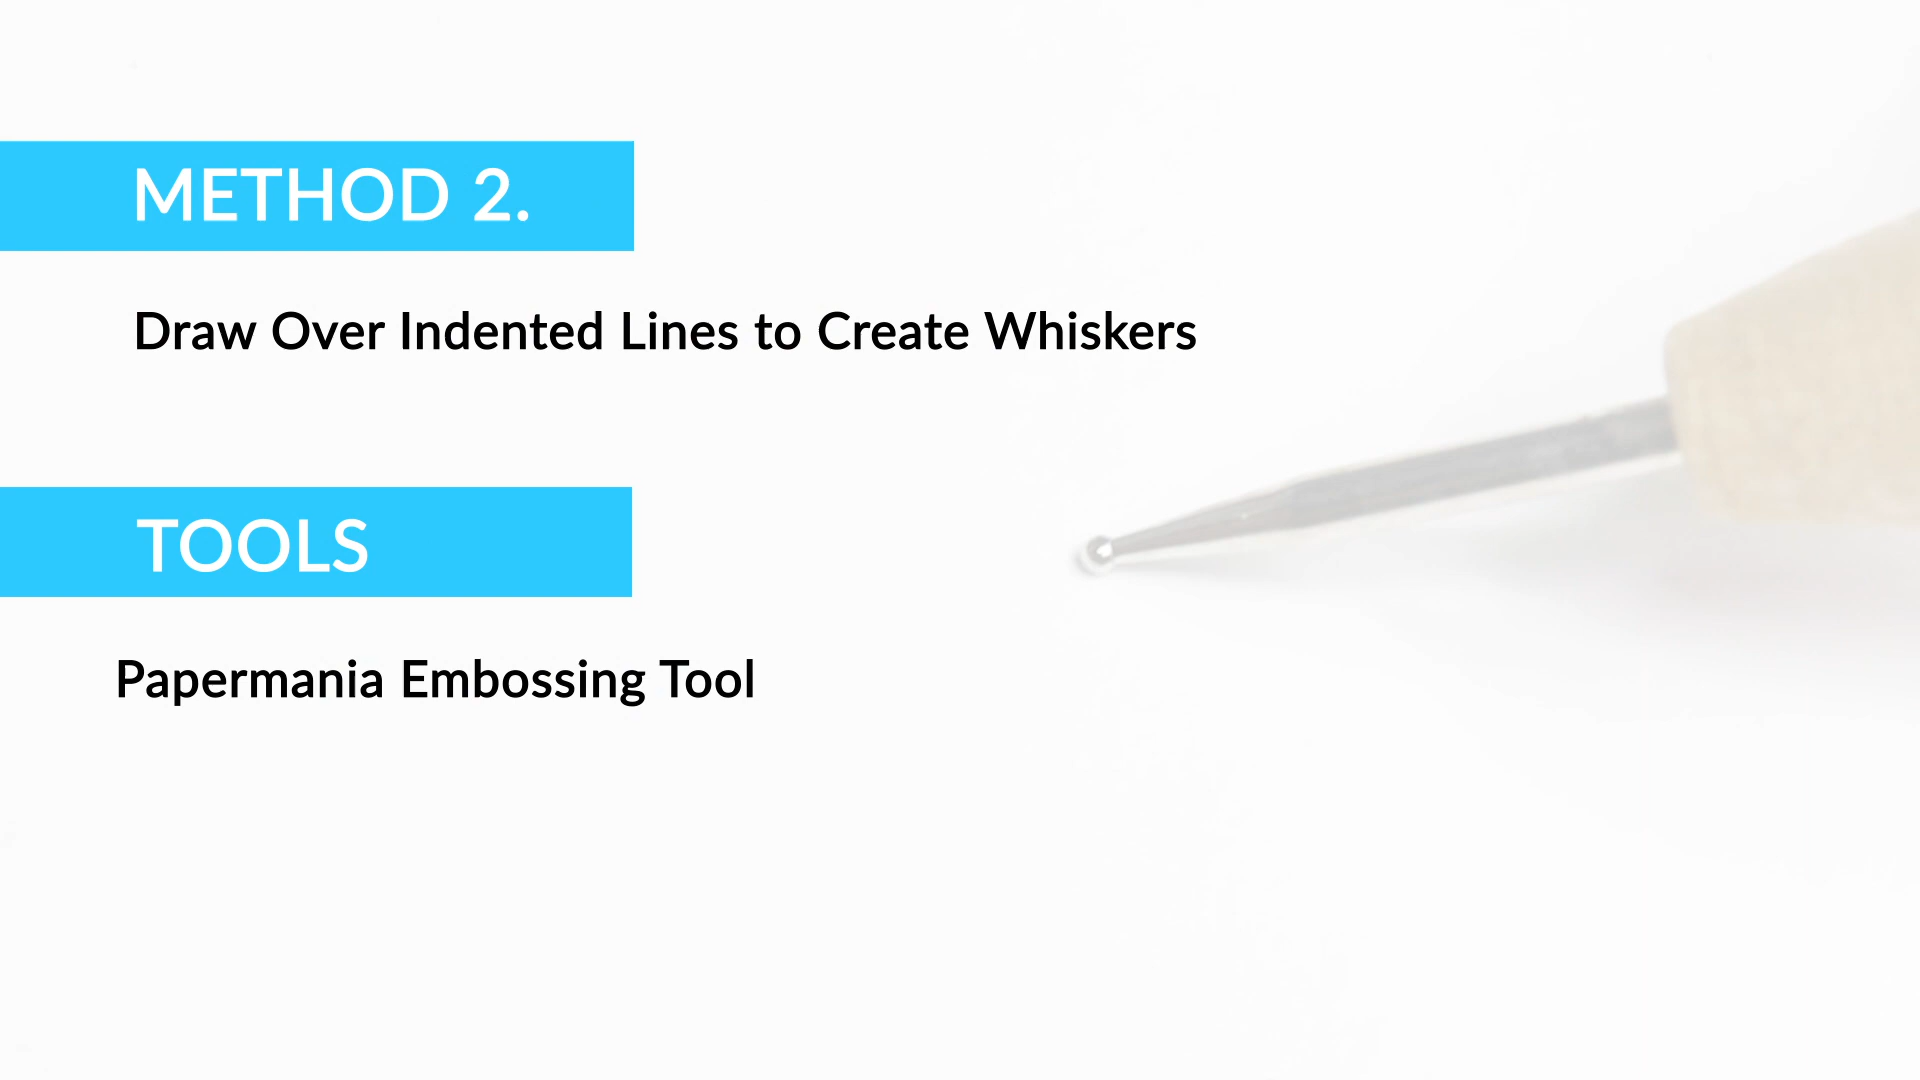 METHOD 2.
Draw Over Indented Lines to Create Whiskers
TOOLS
Papermania Embossing Tool